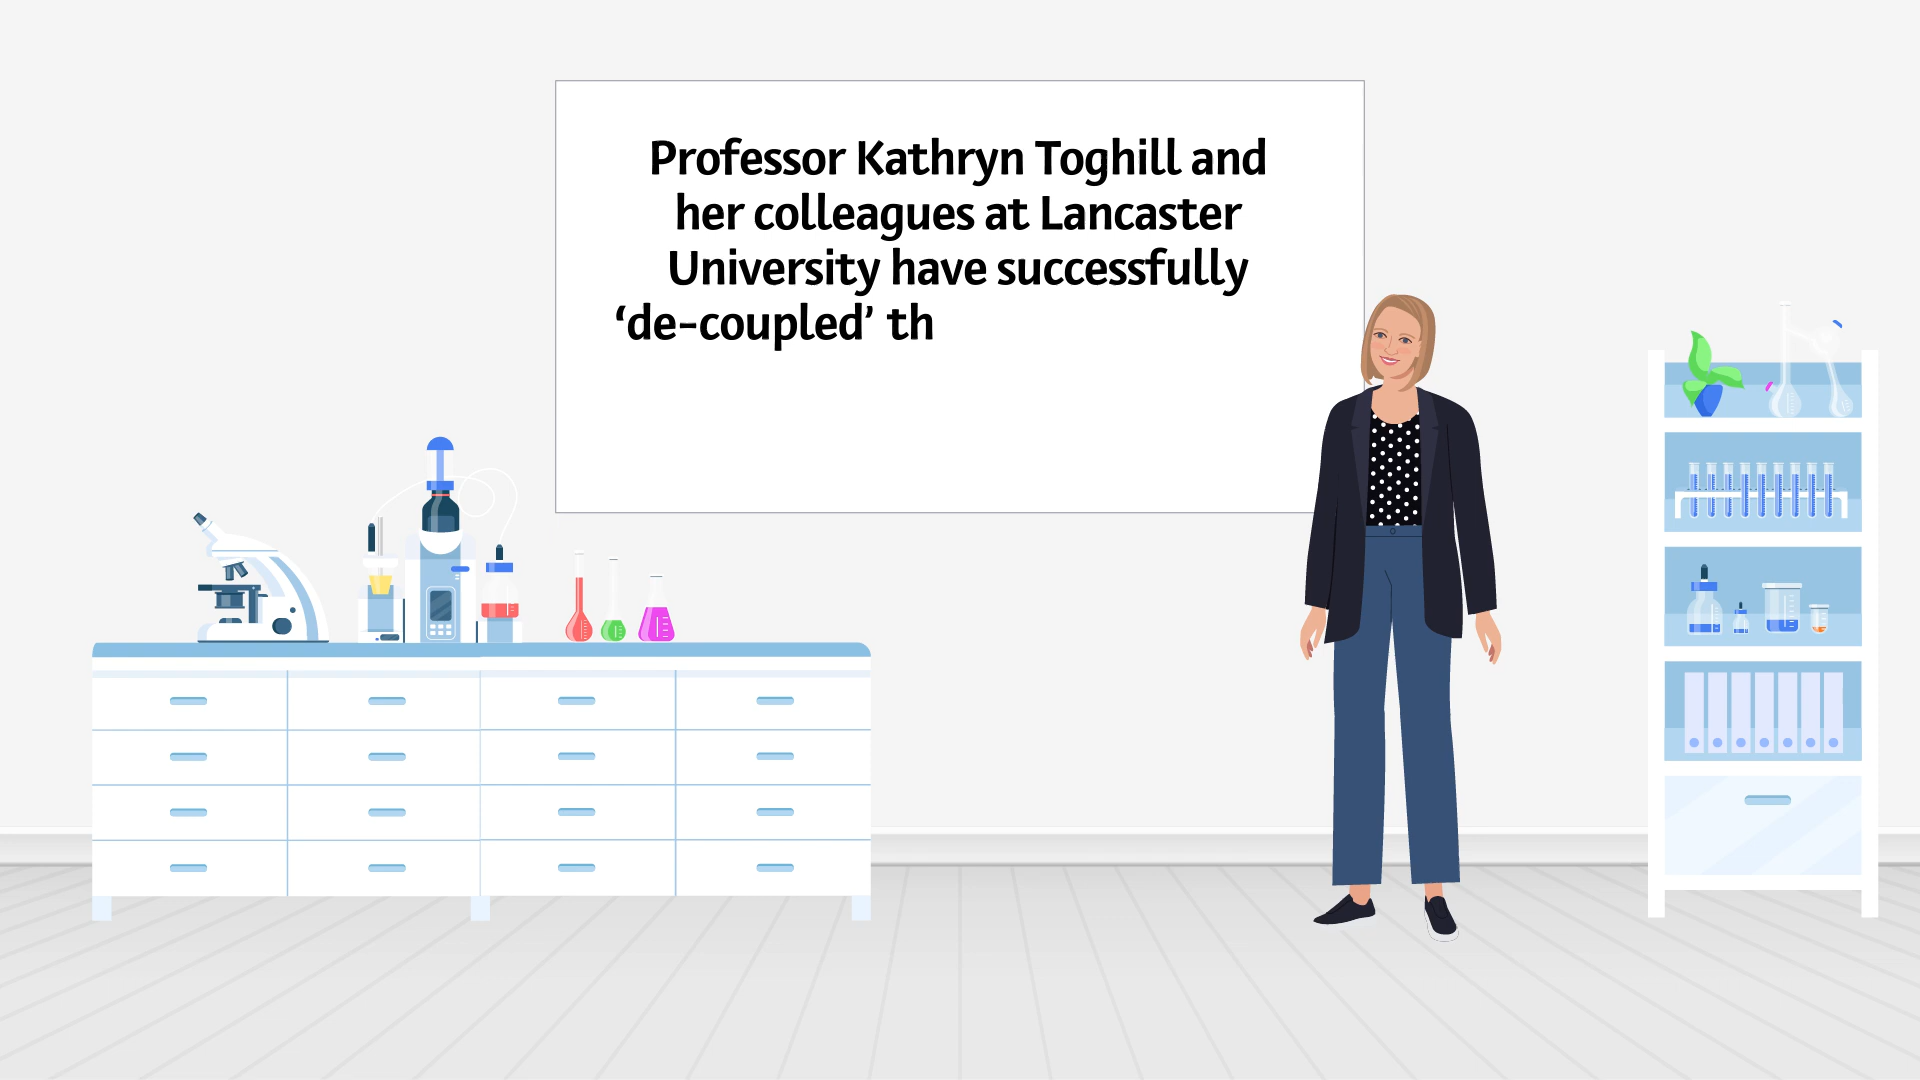 Professor Kathryn Toghill and
her colleagues at Lancaster
University have successfully
‘de-coupled’ th